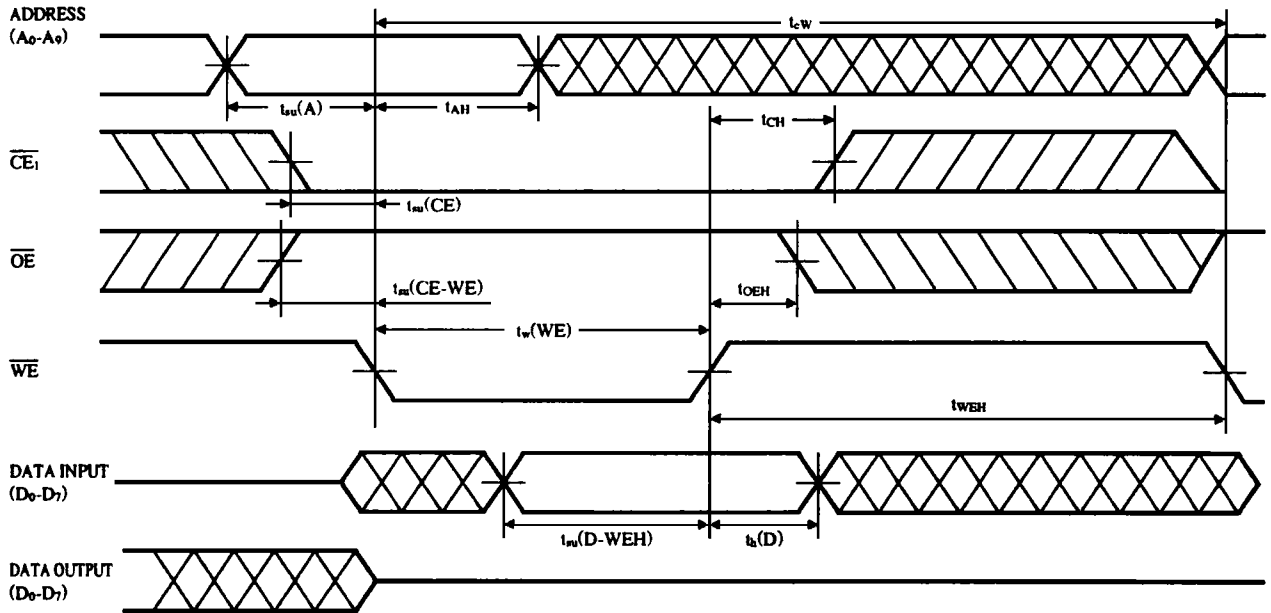 ADDRESS
(A0-A9)
tcW
tsu(A)
tAH
tCH
CE1
tsu(CE)
OE
tsu(CE-WE)
tOEH
tw(WE)
WE
tWEH
DATA INPUT
(D0-D7)
tsu(D-WEH)
th(D)
DATA OUTPUT
(D0-D7)